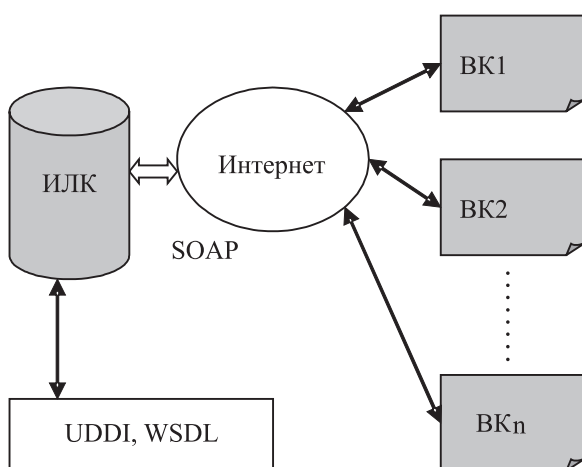 ВК1
ИЛК
Интернет
ВК2
SOAP
UDDI, WSDL
ВКn